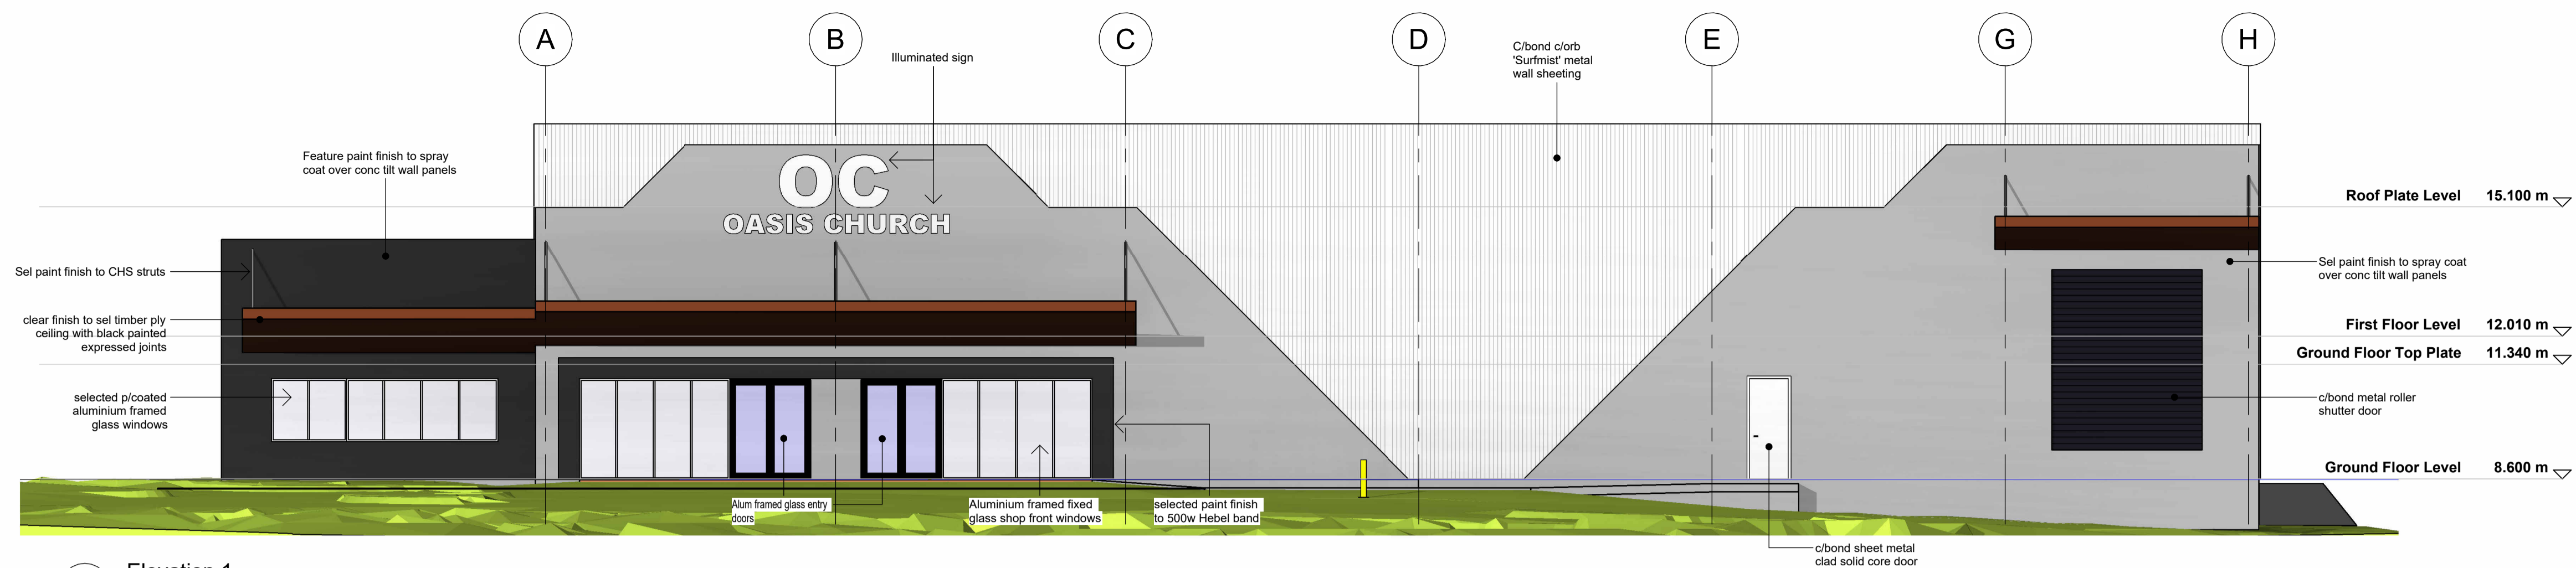 A
B
C
D
E
G
H
Illuminated sign
C/bond c/orb
'Surfmist' metal
wall sheeting
Feature paint finish to spray
coat over conc tilt wall panels
OC
OASIS CHURCH
Roof Plate Level 15.100 m
Sel paint finish to CHS struts
Sel paint finish to spray coat
over conc tilt wall panels
clear finish to sel timber ply
ceiling with black painted
expressed joints
First Floor Level 12.010 m
Ground Floor Top Plate 11.340 m
selected p/coated
aluminium framed
glass windows
c/bond metal roller
shutter door
Ground Floor Level 8.600 m
Alum framed glass entry
doors
Aluminium framed fixed
glass shop front windows
selected paint finish
to 500w Hebel band
c/bond sheet metal
clad solid core door
Elevation 1